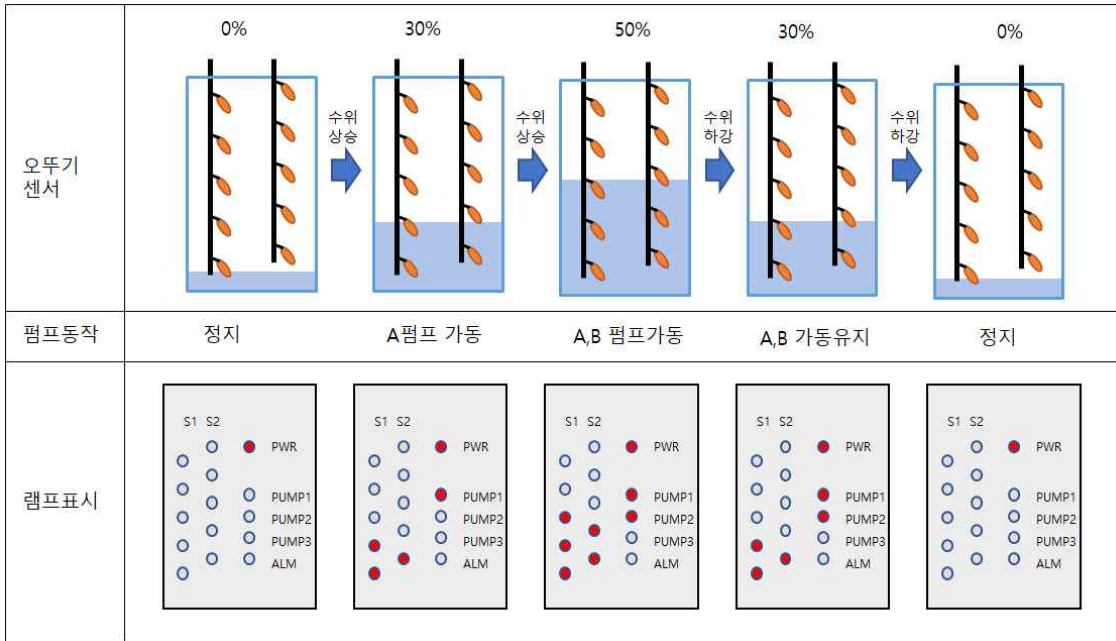 0%
30%
50%
30%
0%
오뚜기
센서
수위
상승
수위
상승
수위
하강
수위
하강
펌프동작
정지
A펌프 가동
A,B 펌프가동
A,B 가동유지
정지
램프표시
S1 S2
PWR
PUMP1
PUMP2
PUMP3
ALM
S1 S2
PWR
PUMP1
PUMP2
PUMP3
ALM
S1 S2
PWR
PUMP1
PUMP2
PUMP3
ALM
S1 S2
PWR
PUMP1
PUMP2
PUMP3
ALM
S1 S2
PWR
PUMP1
PUMP2
PUMP3
ALM